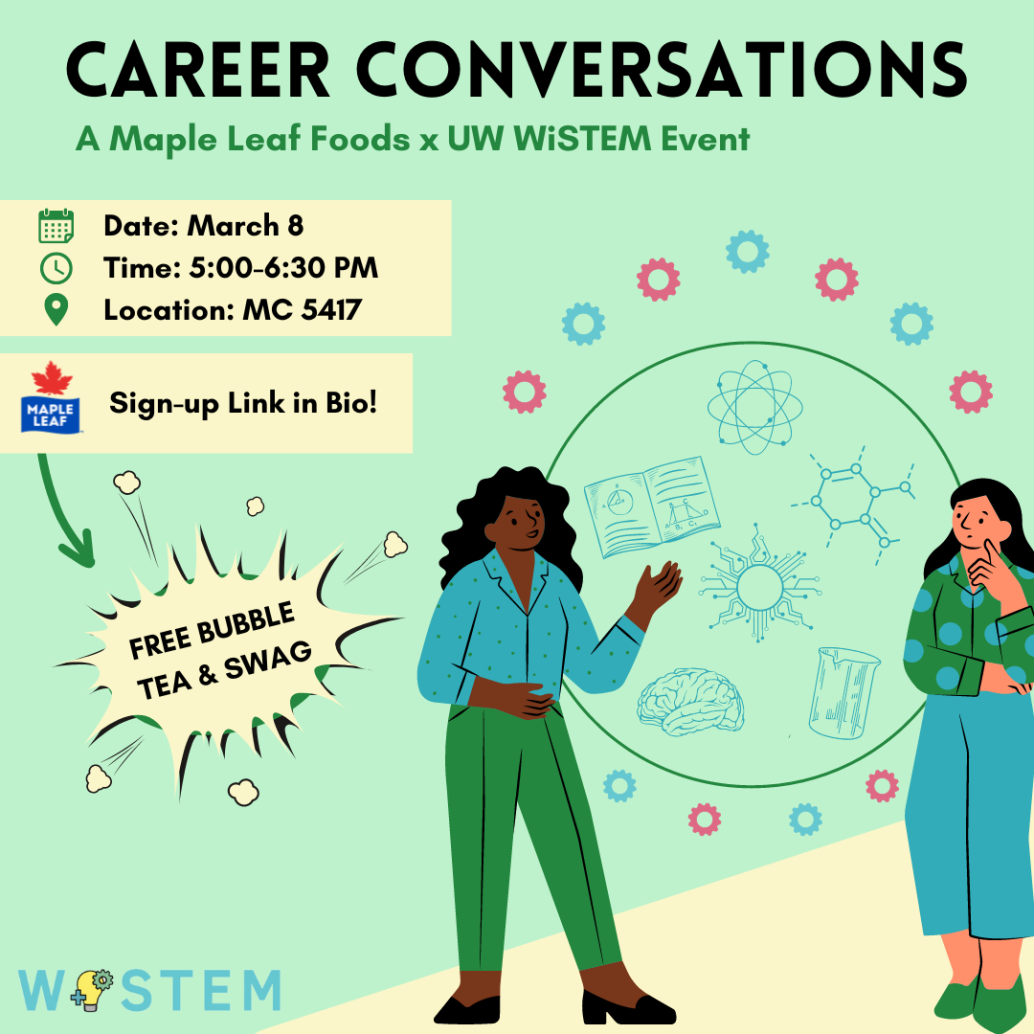 CAREER CONVERSATIONS
A Maple Leaf Foods x UW WiSTEM Event
Date: March 8
Time: 5:00-6:30 PM
Location: MC 5417
MAPLE
LEAF
Sign-up Link in Bio!
FREE BUBBLE
TEA & SWAG
WiSTEM